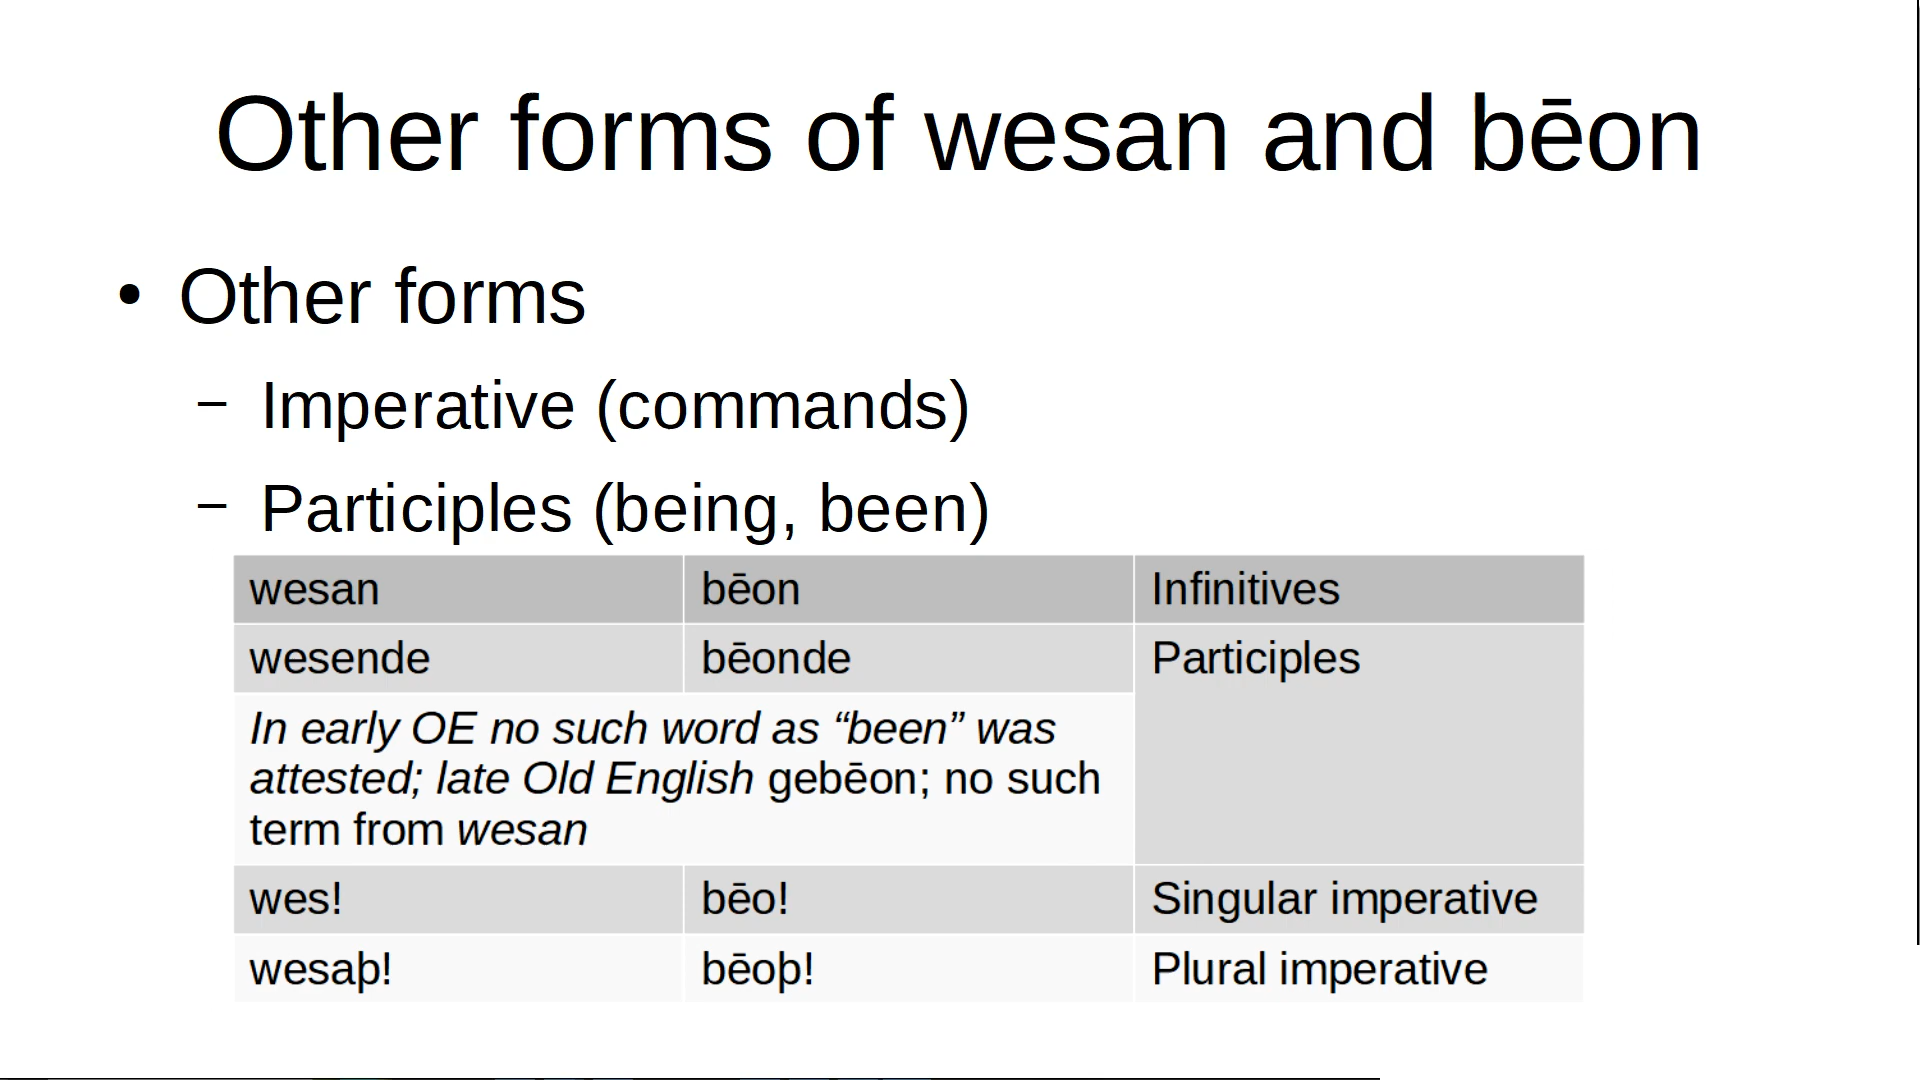 Other forms of wesan and bēon
• Other forms
– Imperative (commands)
– Participles (being, been)
wesan bēon Infinitives
wesende bēonde Participles
In early OE no such word as “been” was
attested; late Old English gebēon; no such
term from wesan
wes! bēo! Singular imperative
wesaþ! bēoþ! Plural imperative